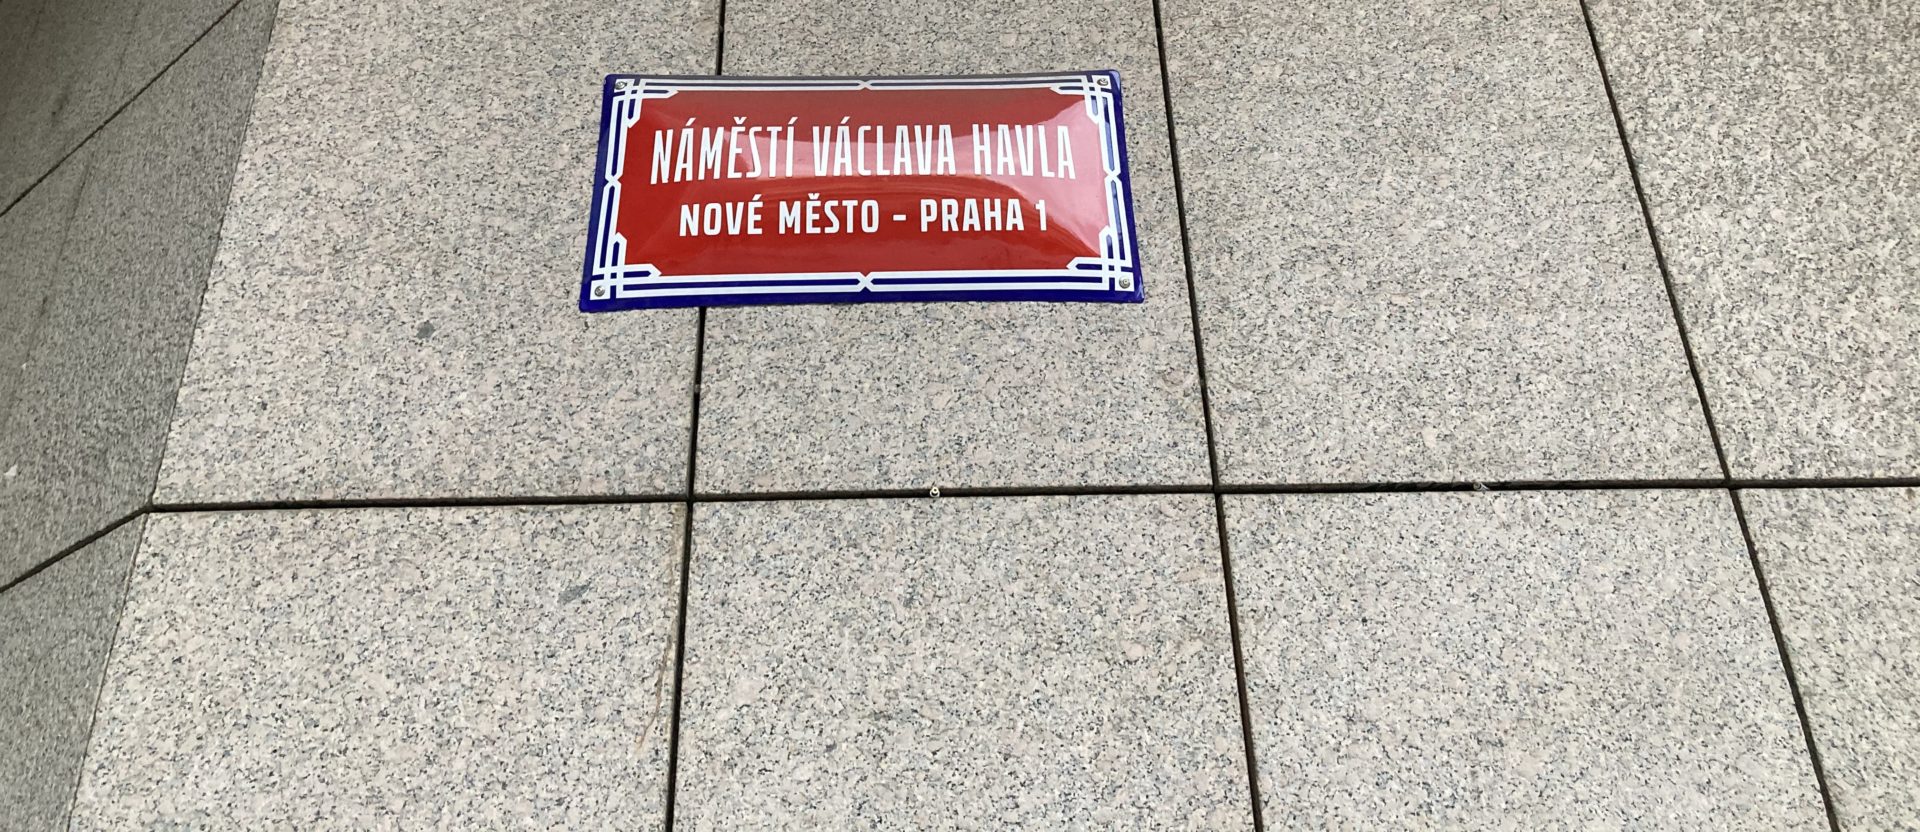 NÁMĚSTÍ VÁCLAVA HAVLA
NOVÉ MĚSTO - PRAHA 1